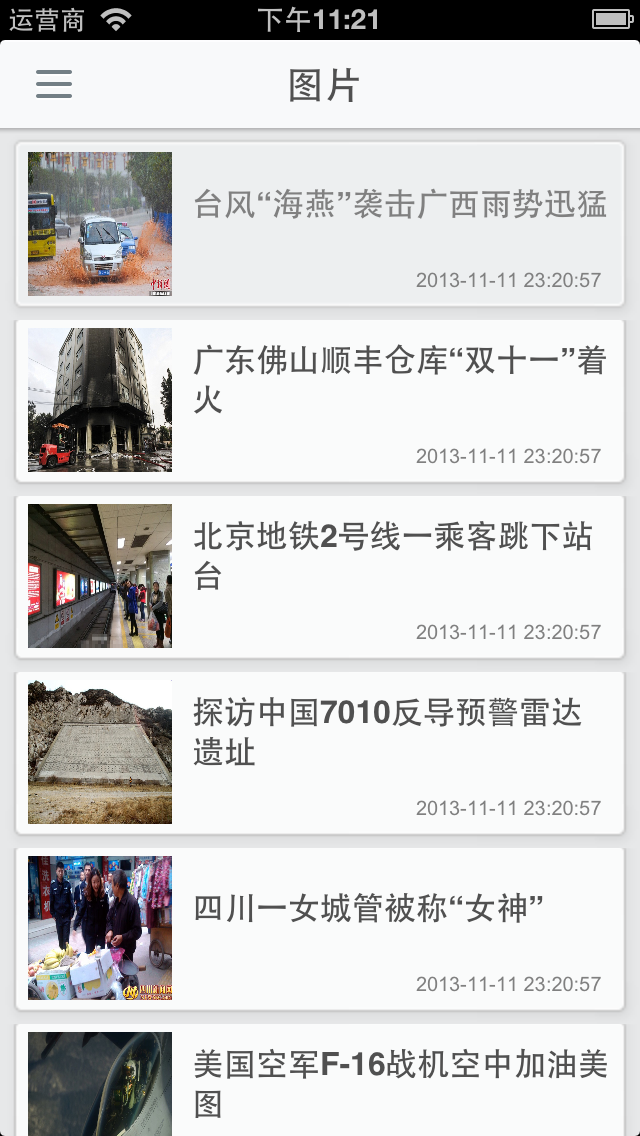 运营商
下午11:21
图片
台风“海燕”袭击广西雨势迅猛
2013-11-11 23:20:57
广东佛山顺丰仓库“双十一”着
火
2013-11-11 23:20:57
北京地铁2号线一乘客跳下站
台
2013-11-11 23:20:57
探访中国7010反导预警雷达
遗址
2013-11-11 23:20:57
四川一女城管被称“女神”
2013-11-11 23:20:57
美国空军F-16战机空中加油美
图